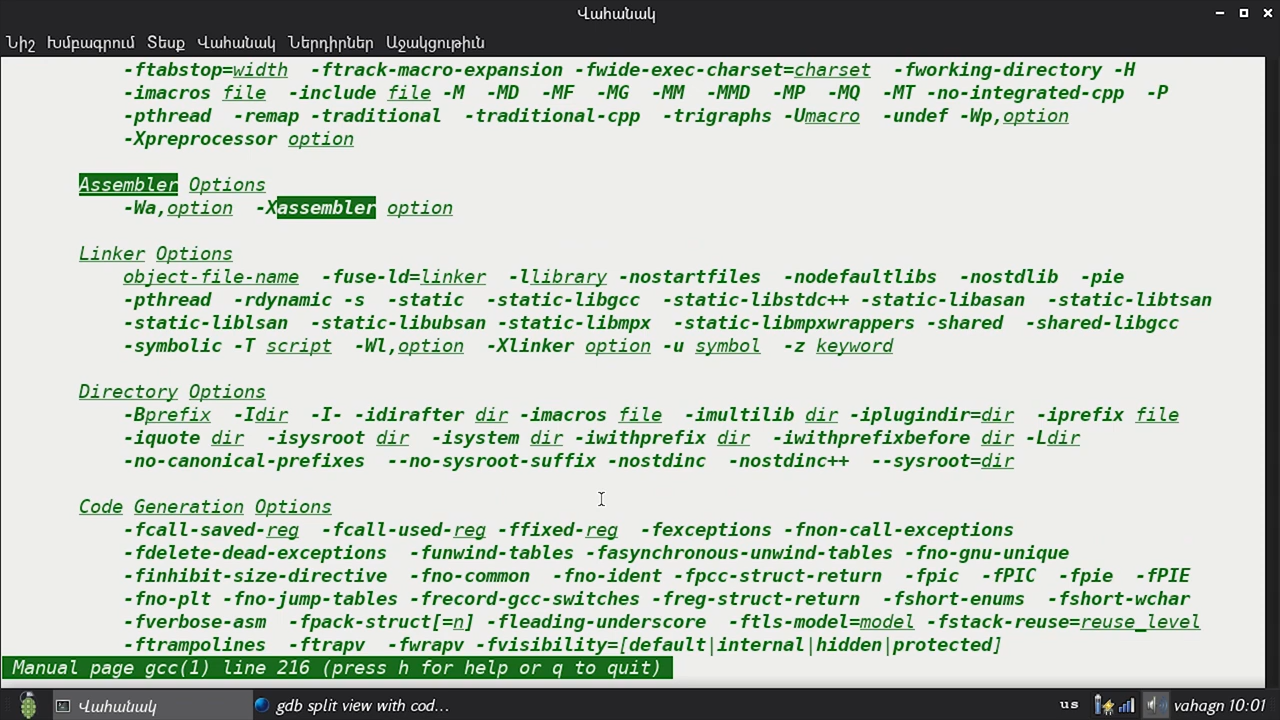 Վահանակ
Նիշ Խմբագրում Տեսք Վահանակ Ներդիրներ Աջակցութիւն
-ftabstop=width -ftrack-macro-expansion -fwide-exec-charset=charset -fworking-directory -H
-imacros file -include file -M -MD -MF -MG -MM -MMD -MP -MQ -MT -no-integrated-cpp -P
-pthread -remap -traditional -traditional-cpp -trigraphs -Umacro -undef -Wp,option
-Xpreprocessor option
Assembler Options
-Wa,option -Xassembler option
Linker Options
object-file-name -fuse-ld=linker -llibrary -nostartfiles -nodefaultlibs -nostdlib -pie
-pthread -rdynamic -s -static -static-libgcc -static-libstdc++ -static-libasan -static-libtsan
-static-liblsan -static-libubsan -static-libmpx -static-libmpxwrappers -shared -shared-libgcc
-symbolic -T script -Wl,option -Xlinker option -u symbol -z keyword
Directory Options
-Bprefix -Idir -I- -idirafter dir -imacros file -imultilib dir -iplugindir=dir -iprefix file
-iquote dir -isysroot dir -isystem dir -iwithprefix dir -iwithprefixbefore dir -Ldir
-no-canonical-prefixes --no-sysroot-suffix -nostdinc -nostdinc++ --sysroot=dir
Code Generation Options
-fcall-saved-reg -fcall-used-reg -ffixed-reg -fexceptions -fnon-call-exceptions
-fdelete-dead-exceptions -funwind-tables -fasynchronous-unwind-tables -fno-gnu-unique
-finhibit-size-directive -fno-common -fno-ident -fpcc-struct-return -fpic -fPIC -fpie -fPIE
-fno-plt -fno-jump-tables -frecord-gcc-switches -freg-struct-return -fshort-enums -fshort-wchar
-fverbose-asm -fpack-struct[=n] -fleading-underscore -ftls-model=model -fstack-reuse=reuse_level
-ftrampolines -ftrapv -fwrapv -fvisibility=[default|internal|hidden|protected]
Manual page gcc(1) line 216 (press h for help or q to quit)
Վահանակ gdb split view with cod... us vahagn 10:01